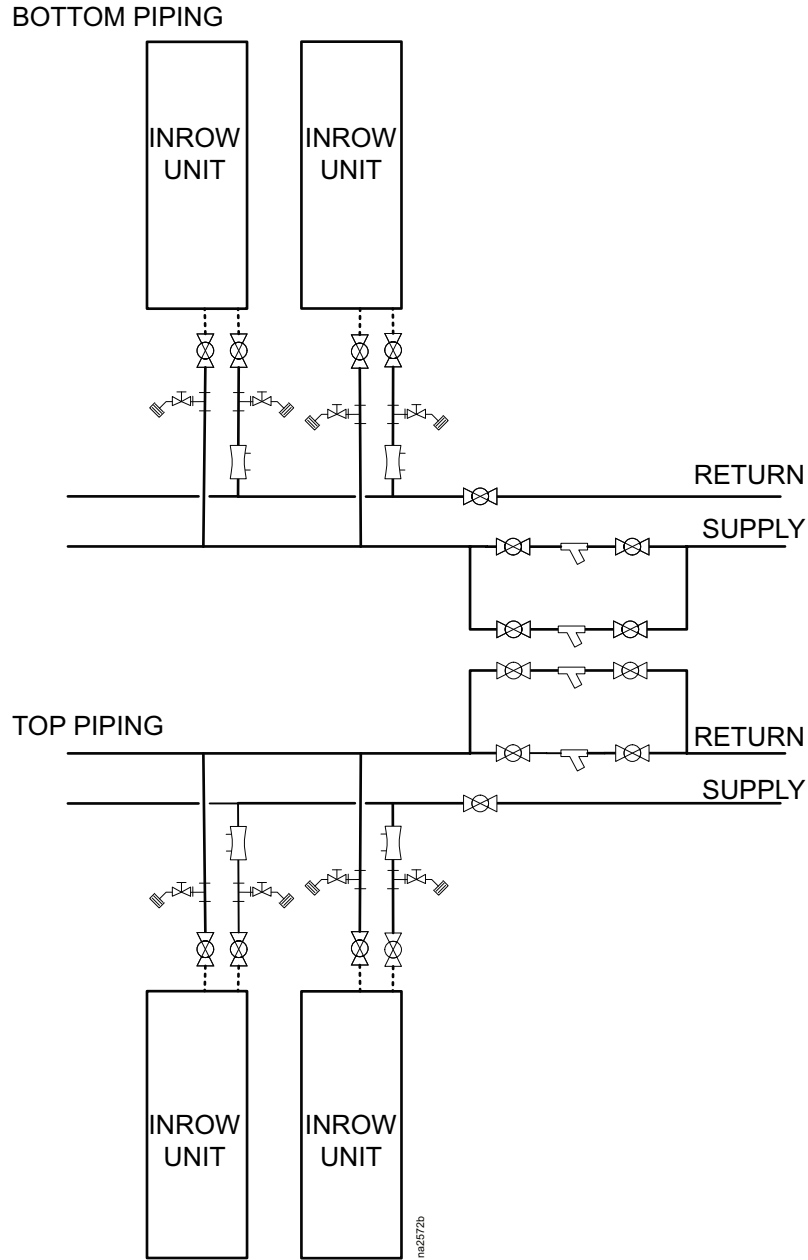 BOTTOM PIPING
INROW
UNIT
INROW
UNIT
RETURN
SUPPLY
TOP PIPING
RETURN
SUPPLY
INROW
UNIT
INROW
UNIT
na2572b